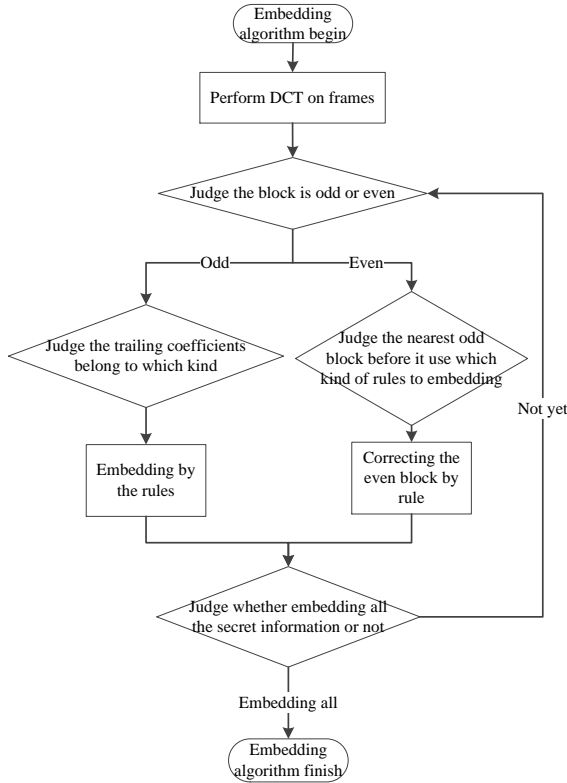 Embedding
algorithm begin
Perform DCT on frames
Judge the block is odd or even
Odd
Even
Judge the trailing coefficients
belong to which kind
Judge the nearest odd
block before it use which
kind of rules to embedding
Not yet
Embedding by
the rules
Correcting the
even block by
rule
Judge whether embedding all
the secret information or not
Embedding all
Embedding
algorithm finish